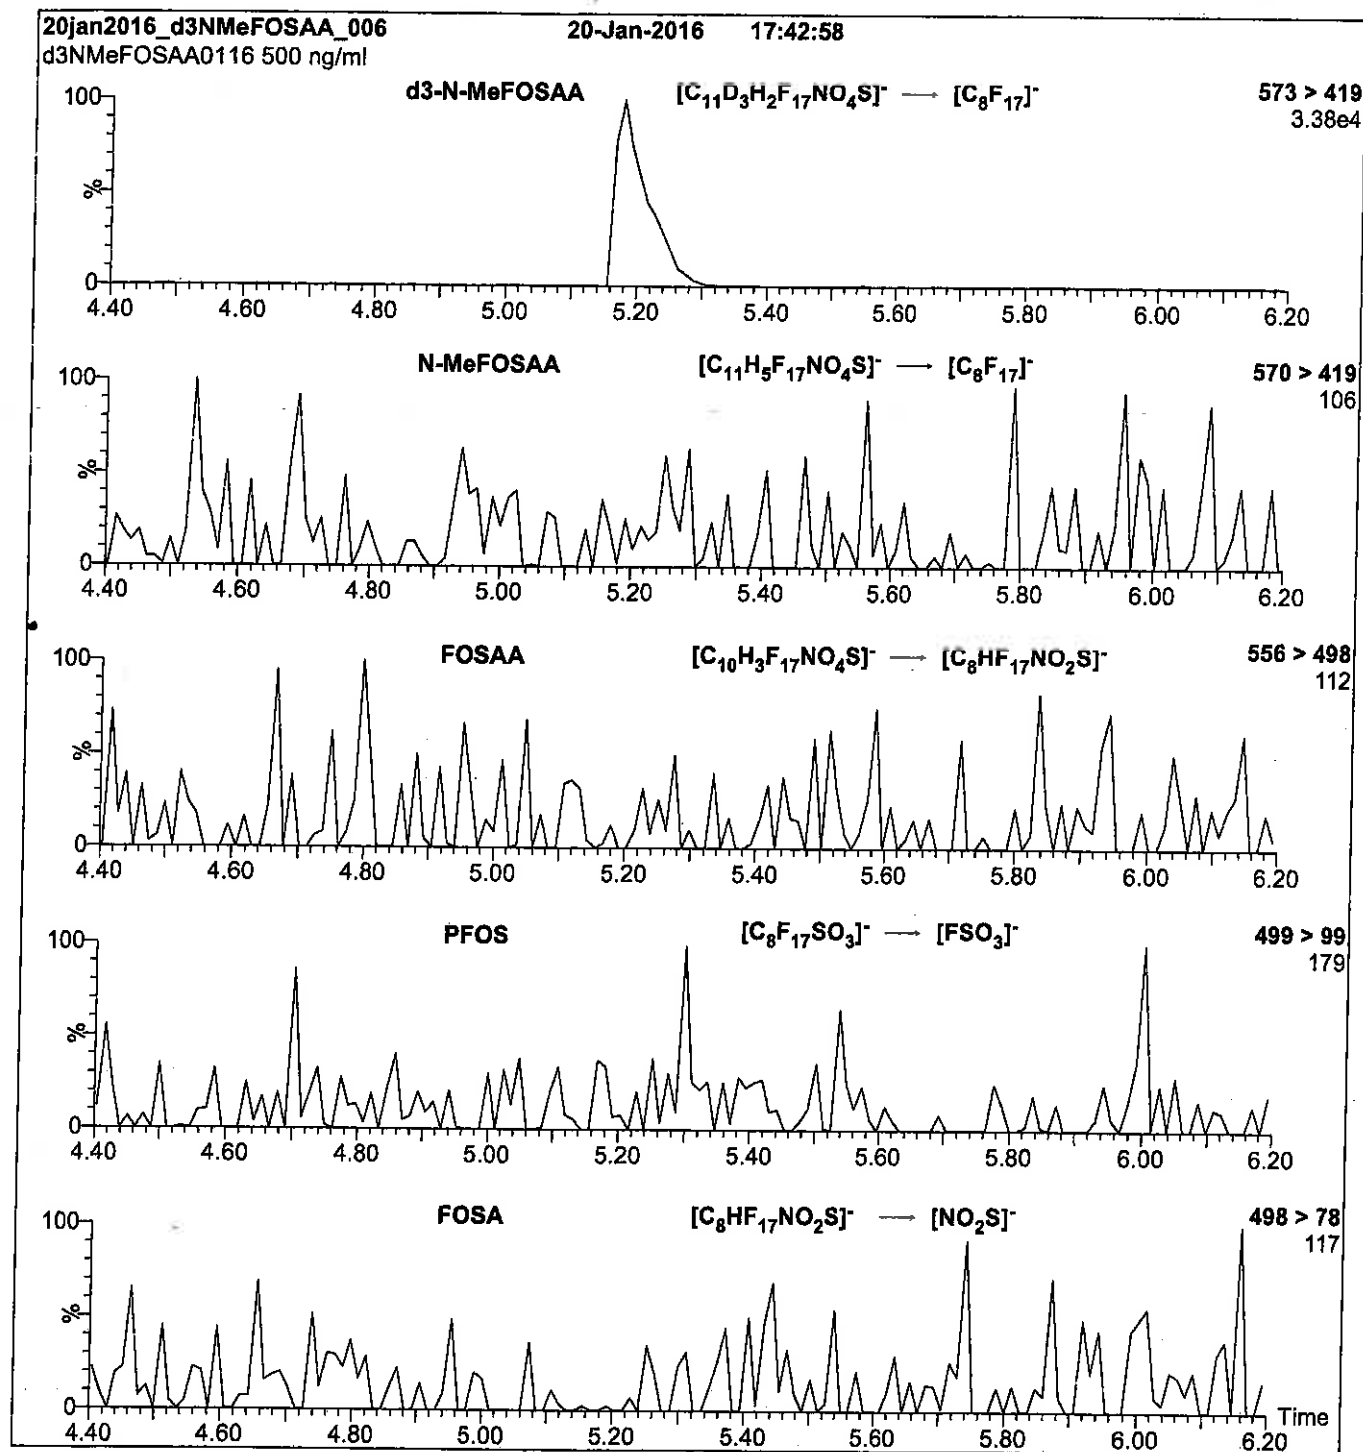 20jan2016_d3NMeFOSAA_006 20-Jan-2016 17:42:58
d3NMeFOSAA0116 500 ng/ml
d3-N-MeFOSAA [C₁₁D₃H₂F₁₇NO₄S]⁻ → [C₈F₁₇]⁻ 573 > 419
3.38e4
100
%
0
4.40 4.60 4.80 5.00 5.20 5.40 5.60 5.80 6.00 6.20
N-MeFOSAA [C₁₁H₅F₁₇NO₄S]⁻ → [C₈F₁₇]⁻ 570 > 419
106
100
%
0
4.40 4.60 4.80 5.00 5.20 5.40 5.60 5.80 6.00 6.20
FOSAA [C₁₀H₃F₁₇NO₄S]⁻ → [C₈HF₁₇NO₂S]⁻ 556 > 498
112
100
%
0
4.40 4.60 4.80 5.00 5.20 5.40 5.60 5.80 6.00 6.20
PFOS [C₈F₁₇SO₃]⁻ → [FSO₃]⁻ 499 > 99
179
100
%
0
4.40 4.60 4.80 5.00 5.20 5.40 5.60 5.80 6.00 6.20
FOSA [C₈HF₁₇NO₂S]⁻ → [NO₂S]⁻ 498 > 78
117
100
%
0
Time
4.40 4.60 4.80 5.00 5.20 5.40 5.60 5.80 6.00 6.20